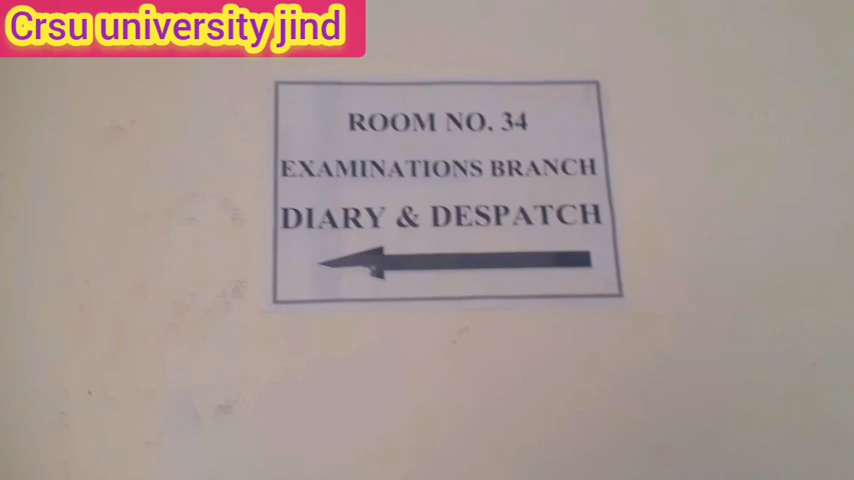 Crsu university jind
ROOM NO. 34
EXAMINATIONS BRANCH
DIARY & DESPATCH